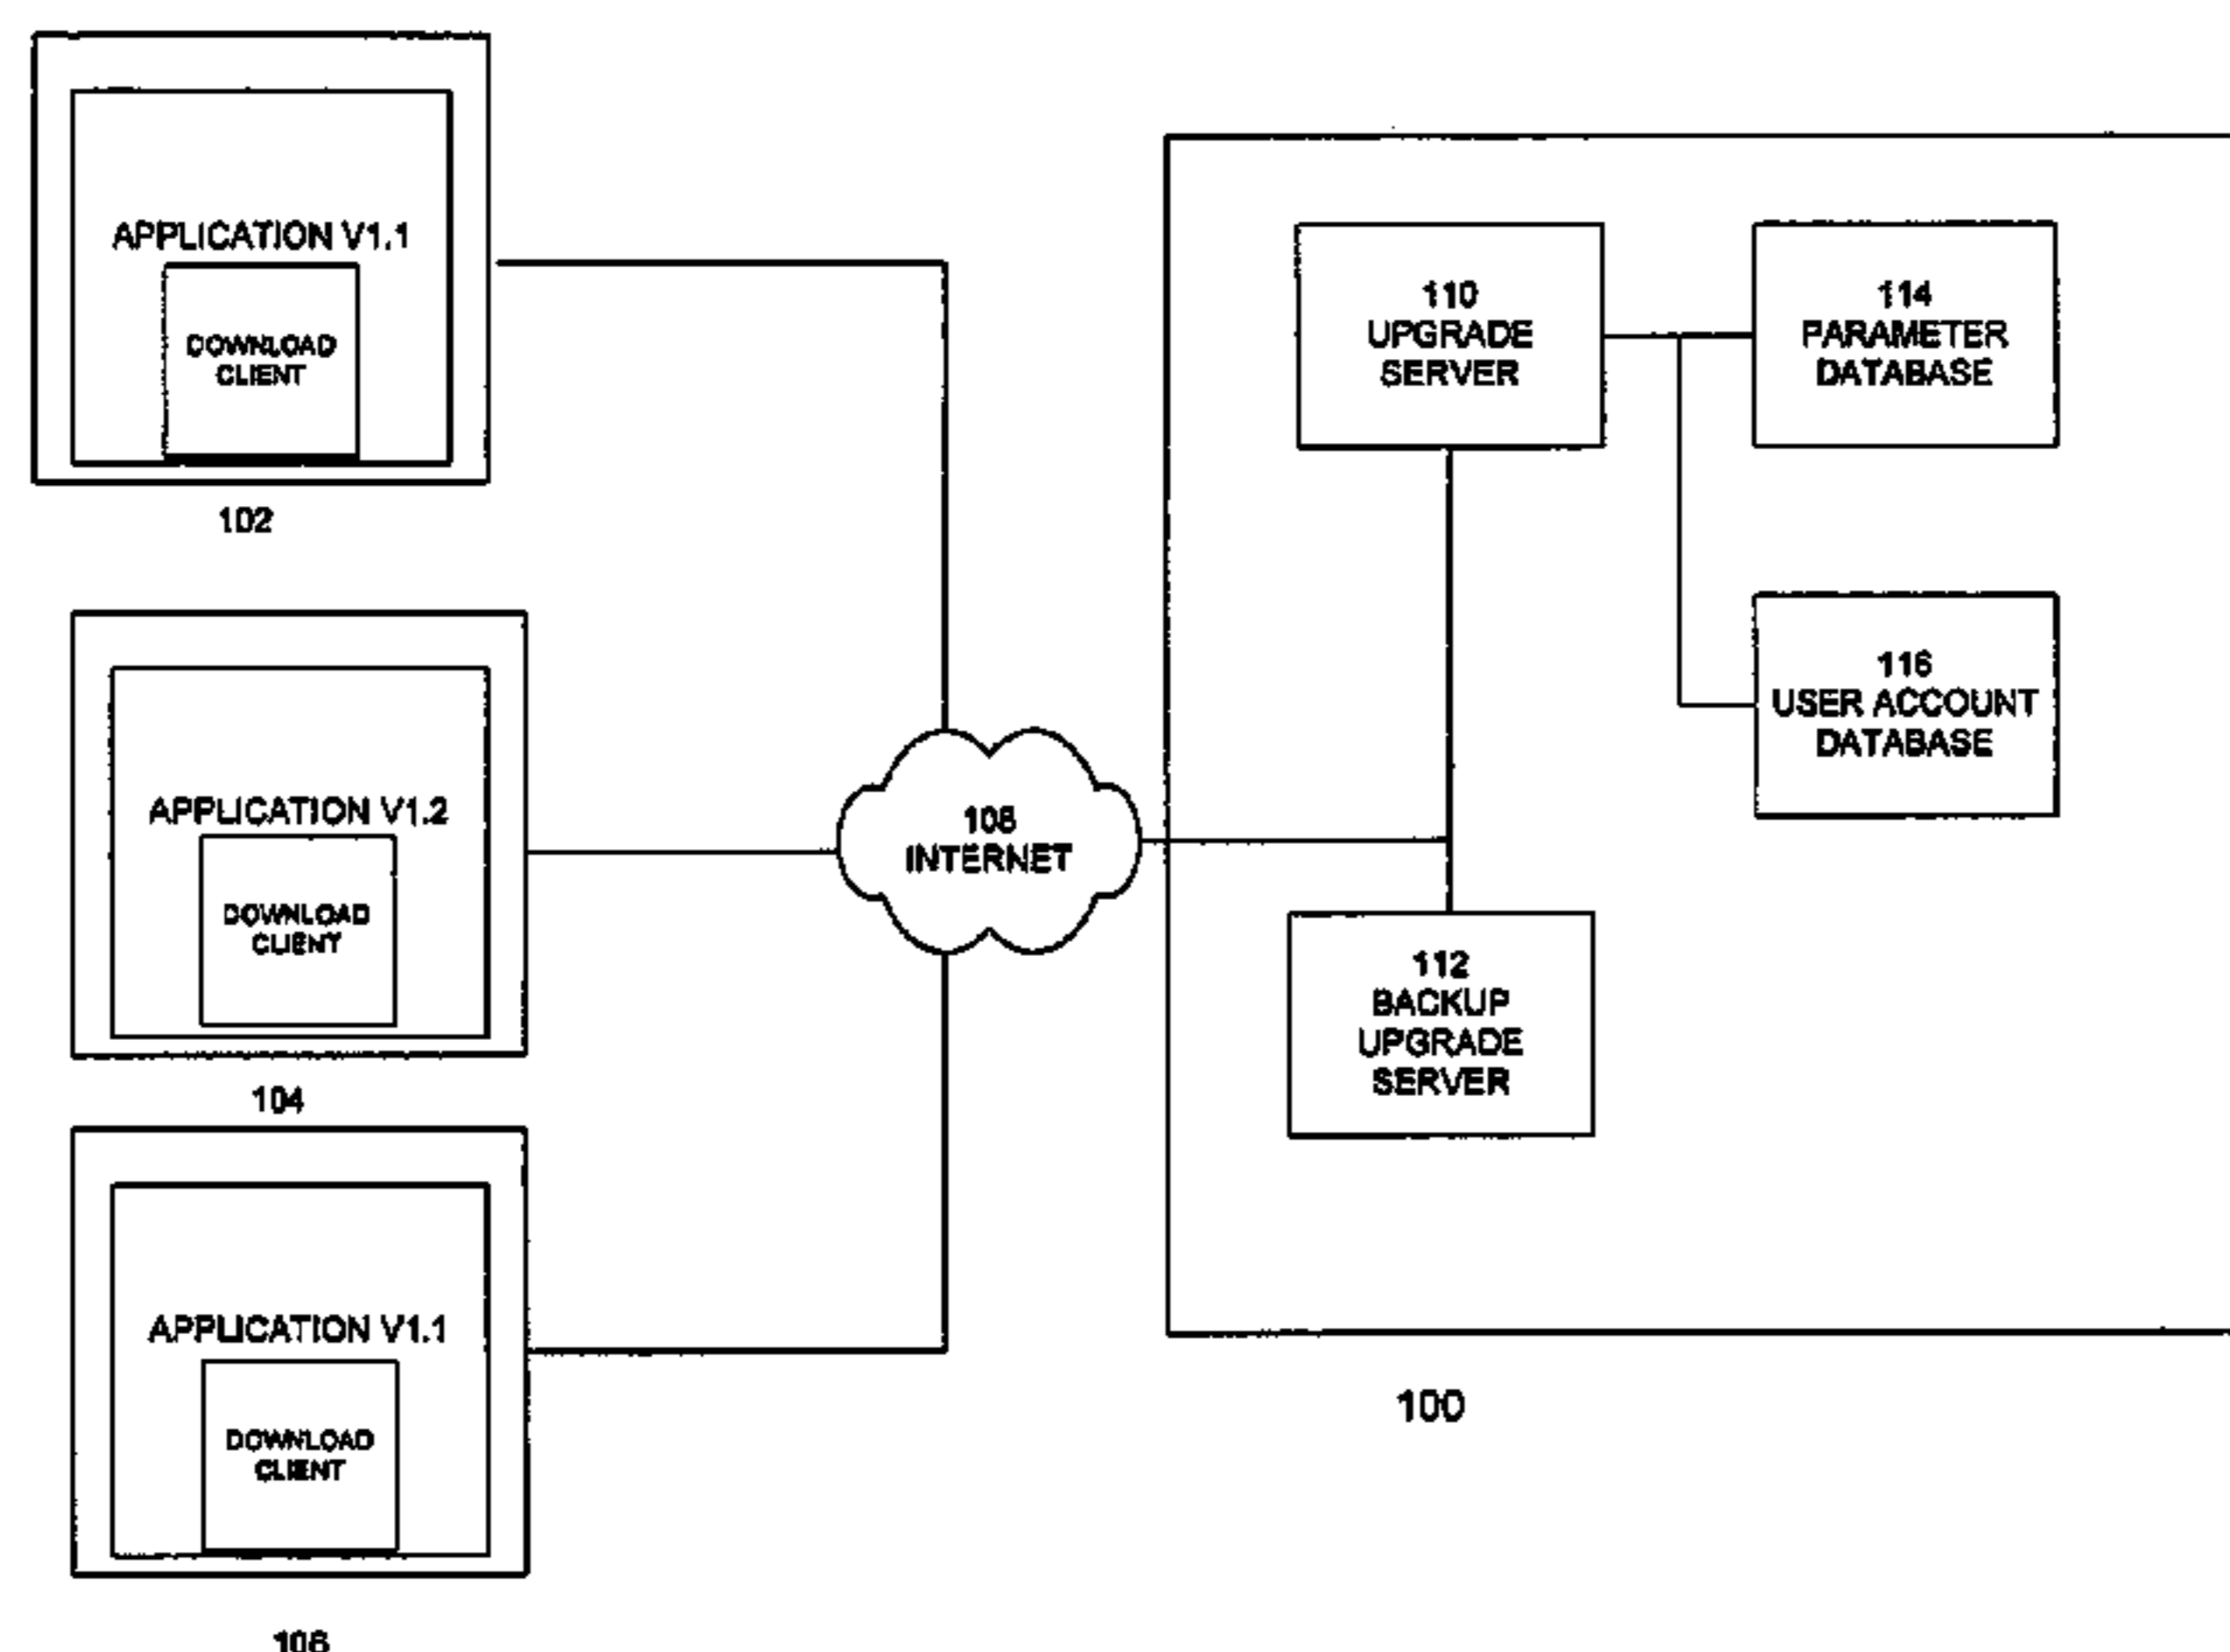 APPLICATION V1.1
DOWNLOAD
CLIENT
102
APPLICATION V1.2
DOWNLOAD
CLIENT
104
APPLICATION V1.1
DOWNLOAD
CLIENT
106
108
INTERNET
110
UPGRADE
SERVER
114
PARAMETER
DATABASE
116
USER ACCOUNT
DATABASE
112
BACKUP
UPGRADE
SERVER
100